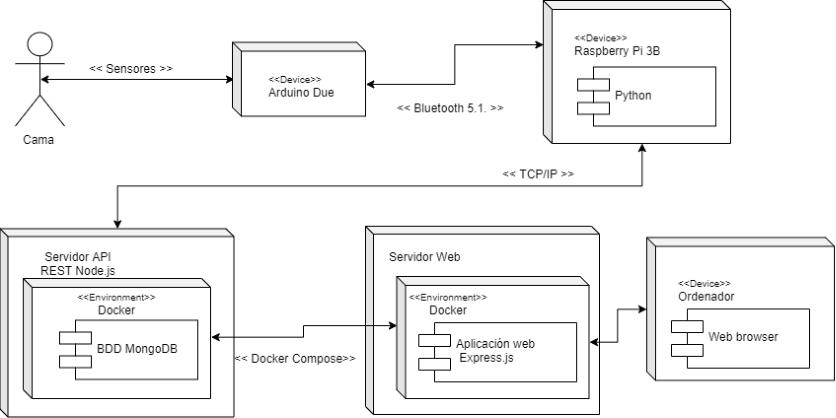 << Sensores >>
Cama
<<Device>>
Arduino Due
<< Bluetooth 5.1. >>
<<Device>>
Raspberry Pi 3B
Python
<< TCP/IP >>
Servidor API
REST Node.js
<<Environment>>
Docker
BDD MongoDB
<< Docker Compose>>
Servidor Web
<<Environment>>
Docker
Aplicación web
Express.js
<<Device>>
Ordenador
Web browser